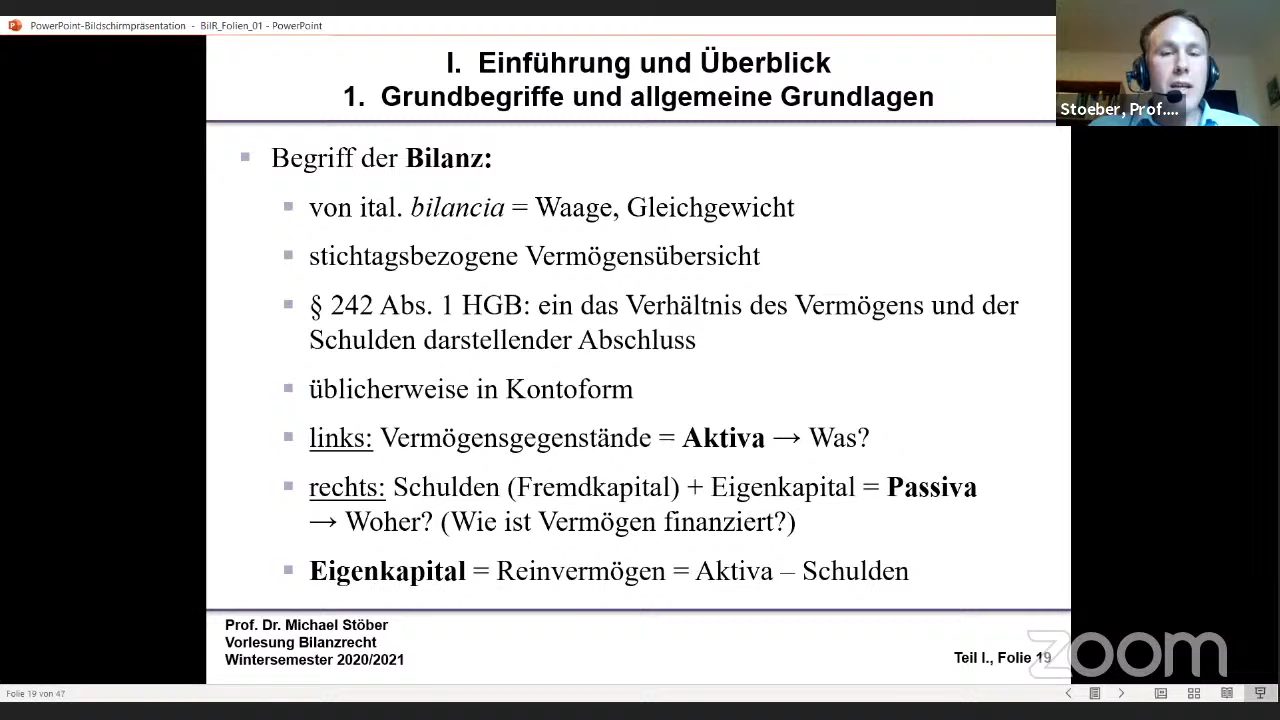 PowerPoint-Bildschirmpräsentation - BilR_Folien_01 - PowerPoint
I. Einführung und Überblick
1. Grundbegriffe und allgemeine Grundlagen
Stoeber, Prof....
Begriff der Bilanz:
von ital. bilancia = Waage, Gleichgewicht
stichtagsbezogene Vermögensübersicht
§ 242 Abs. 1 HGB: ein das Verhältnis des Vermögens und der
Schulden darstellender Abschluss
üblicherweise in Kontoform
links: Vermögensgegenstände = Aktiva → Was?
rechts: Schulden (Fremdkapital) + Eigenkapital = Passiva
→ Woher? (Wie ist Vermögen finanziert?)
Eigenkapital = Reinvermögen = Aktiva – Schulden
Prof. Dr. Michael Stöber
Vorlesung Bilanzrecht
Wintersemester 2020/2021
Teil I., Folie 19
zoom
Folie 19 von 47